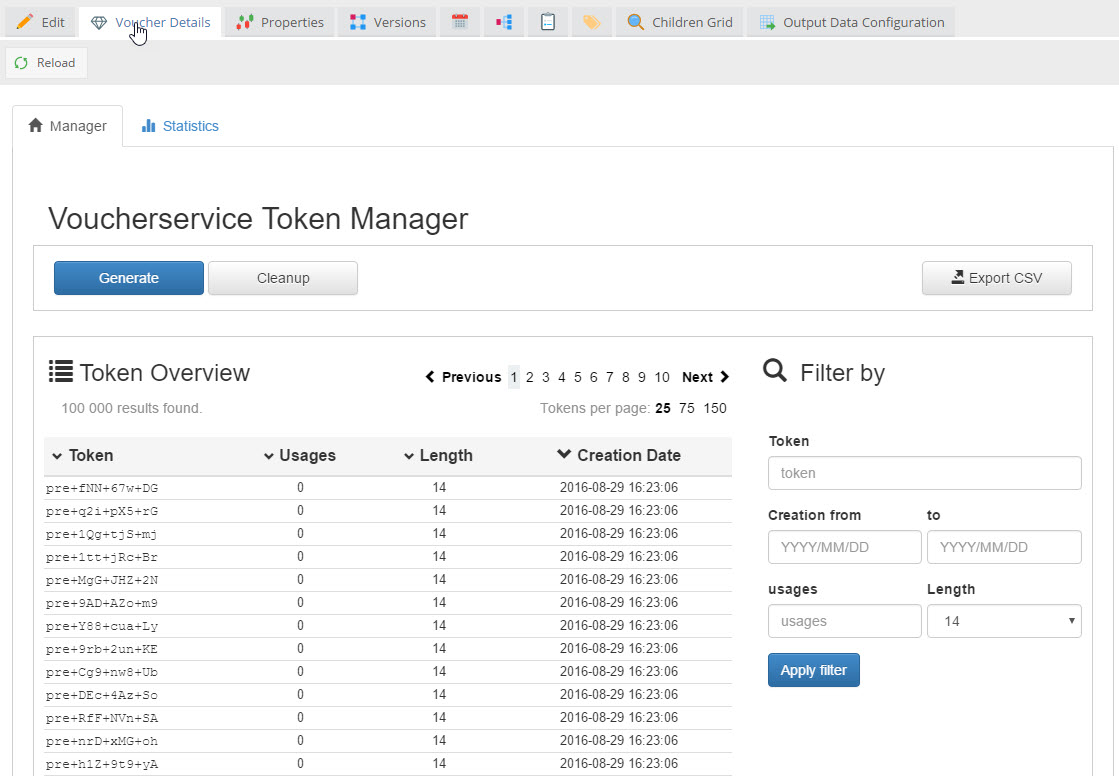 Edit Voucher Details Properties Versions Children Grid Output Data Configuration
Reload
Manager Statistics
Voucherservice Token Manager
Generate Cleanup Export CSV
Token Overview
Previous 1 2 3 4 5 6 7 8 9 10 Next
100 000 results found.
Tokens per page: 25 75 150
Token Usages Length Creation Date
pre+fNN+67w+DG 0 14 2016-08-29 16:23:06
pre+q2i+pX5+rG 0 14 2016-08-29 16:23:06
pre+1Qg+tjS+mj 0 14 2016-08-29 16:23:06
pre+1tt+jRc+Br 0 14 2016-08-29 16:23:06
pre+MgG+JHZ+2N 0 14 2016-08-29 16:23:06
pre+9AD+AZo+m9 0 14 2016-08-29 16:23:06
pre+Y88+cua+Ly 0 14 2016-08-29 16:23:06
pre+9rb+2un+KE 0 14 2016-08-29 16:23:06
pre+Cg9+nw8+Ub 0 14 2016-08-29 16:23:06
pre+DEc+4Az+So 0 14 2016-08-29 16:23:06
pre+RfF+NVn+SA 0 14 2016-08-29 16:23:06
pre+nrD+xMG+oh 0 14 2016-08-29 16:23:06
pre+h1Z+9t9+yA 0 14 2016-08-29 16:23:06
Filter by
Token
token
Creation from to
YYYY/MM/DD YYYY/MM/DD
usages Length
usages 14
Apply filter